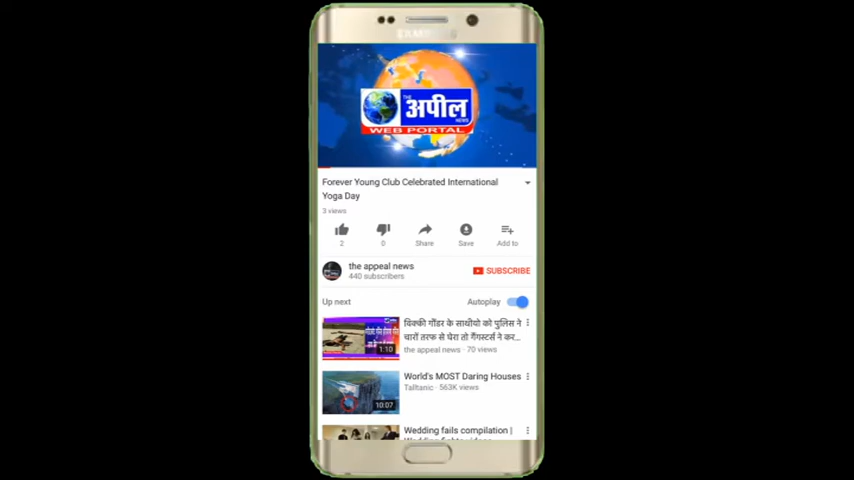 SAMSUNG
THE
अपील
NEWS
WEB PORTAL
Forever Young Club Celebrated International
Yoga Day
3 views
2
0
Share
Save
Add to
the appeal news
440 subscribers
SUBSCRIBE
Up next
Autoplay
विक्की गौंडर के साथीयो को पुलिस ने
चारों तरफ से घेरा तो गैंगस्टर्स ने कर...
the appeal news · 70 views
1:10
World's MOST Daring Houses
Talltanic · 563K views
10:07
Wedding fails compilation |